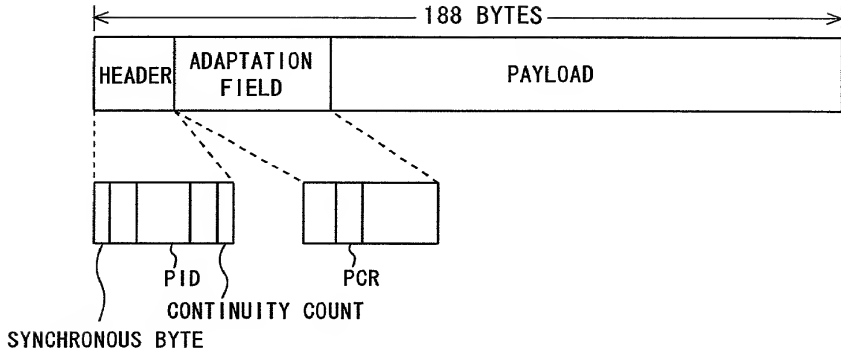 188 BYTES
HEADER
ADAPTATION
FIELD
PAYLOAD
PID
PCR
CONTINUITY COUNT
SYNCHRONOUS BYTE